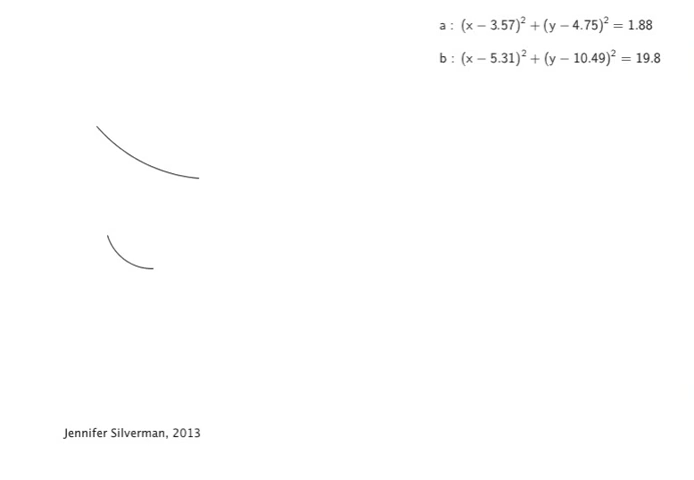 a : (x − 3.57)² + (y − 4.75)² = 1.88
b : (x − 5.31)² + (y − 10.49)² = 19.8
Jennifer Silverman, 2013